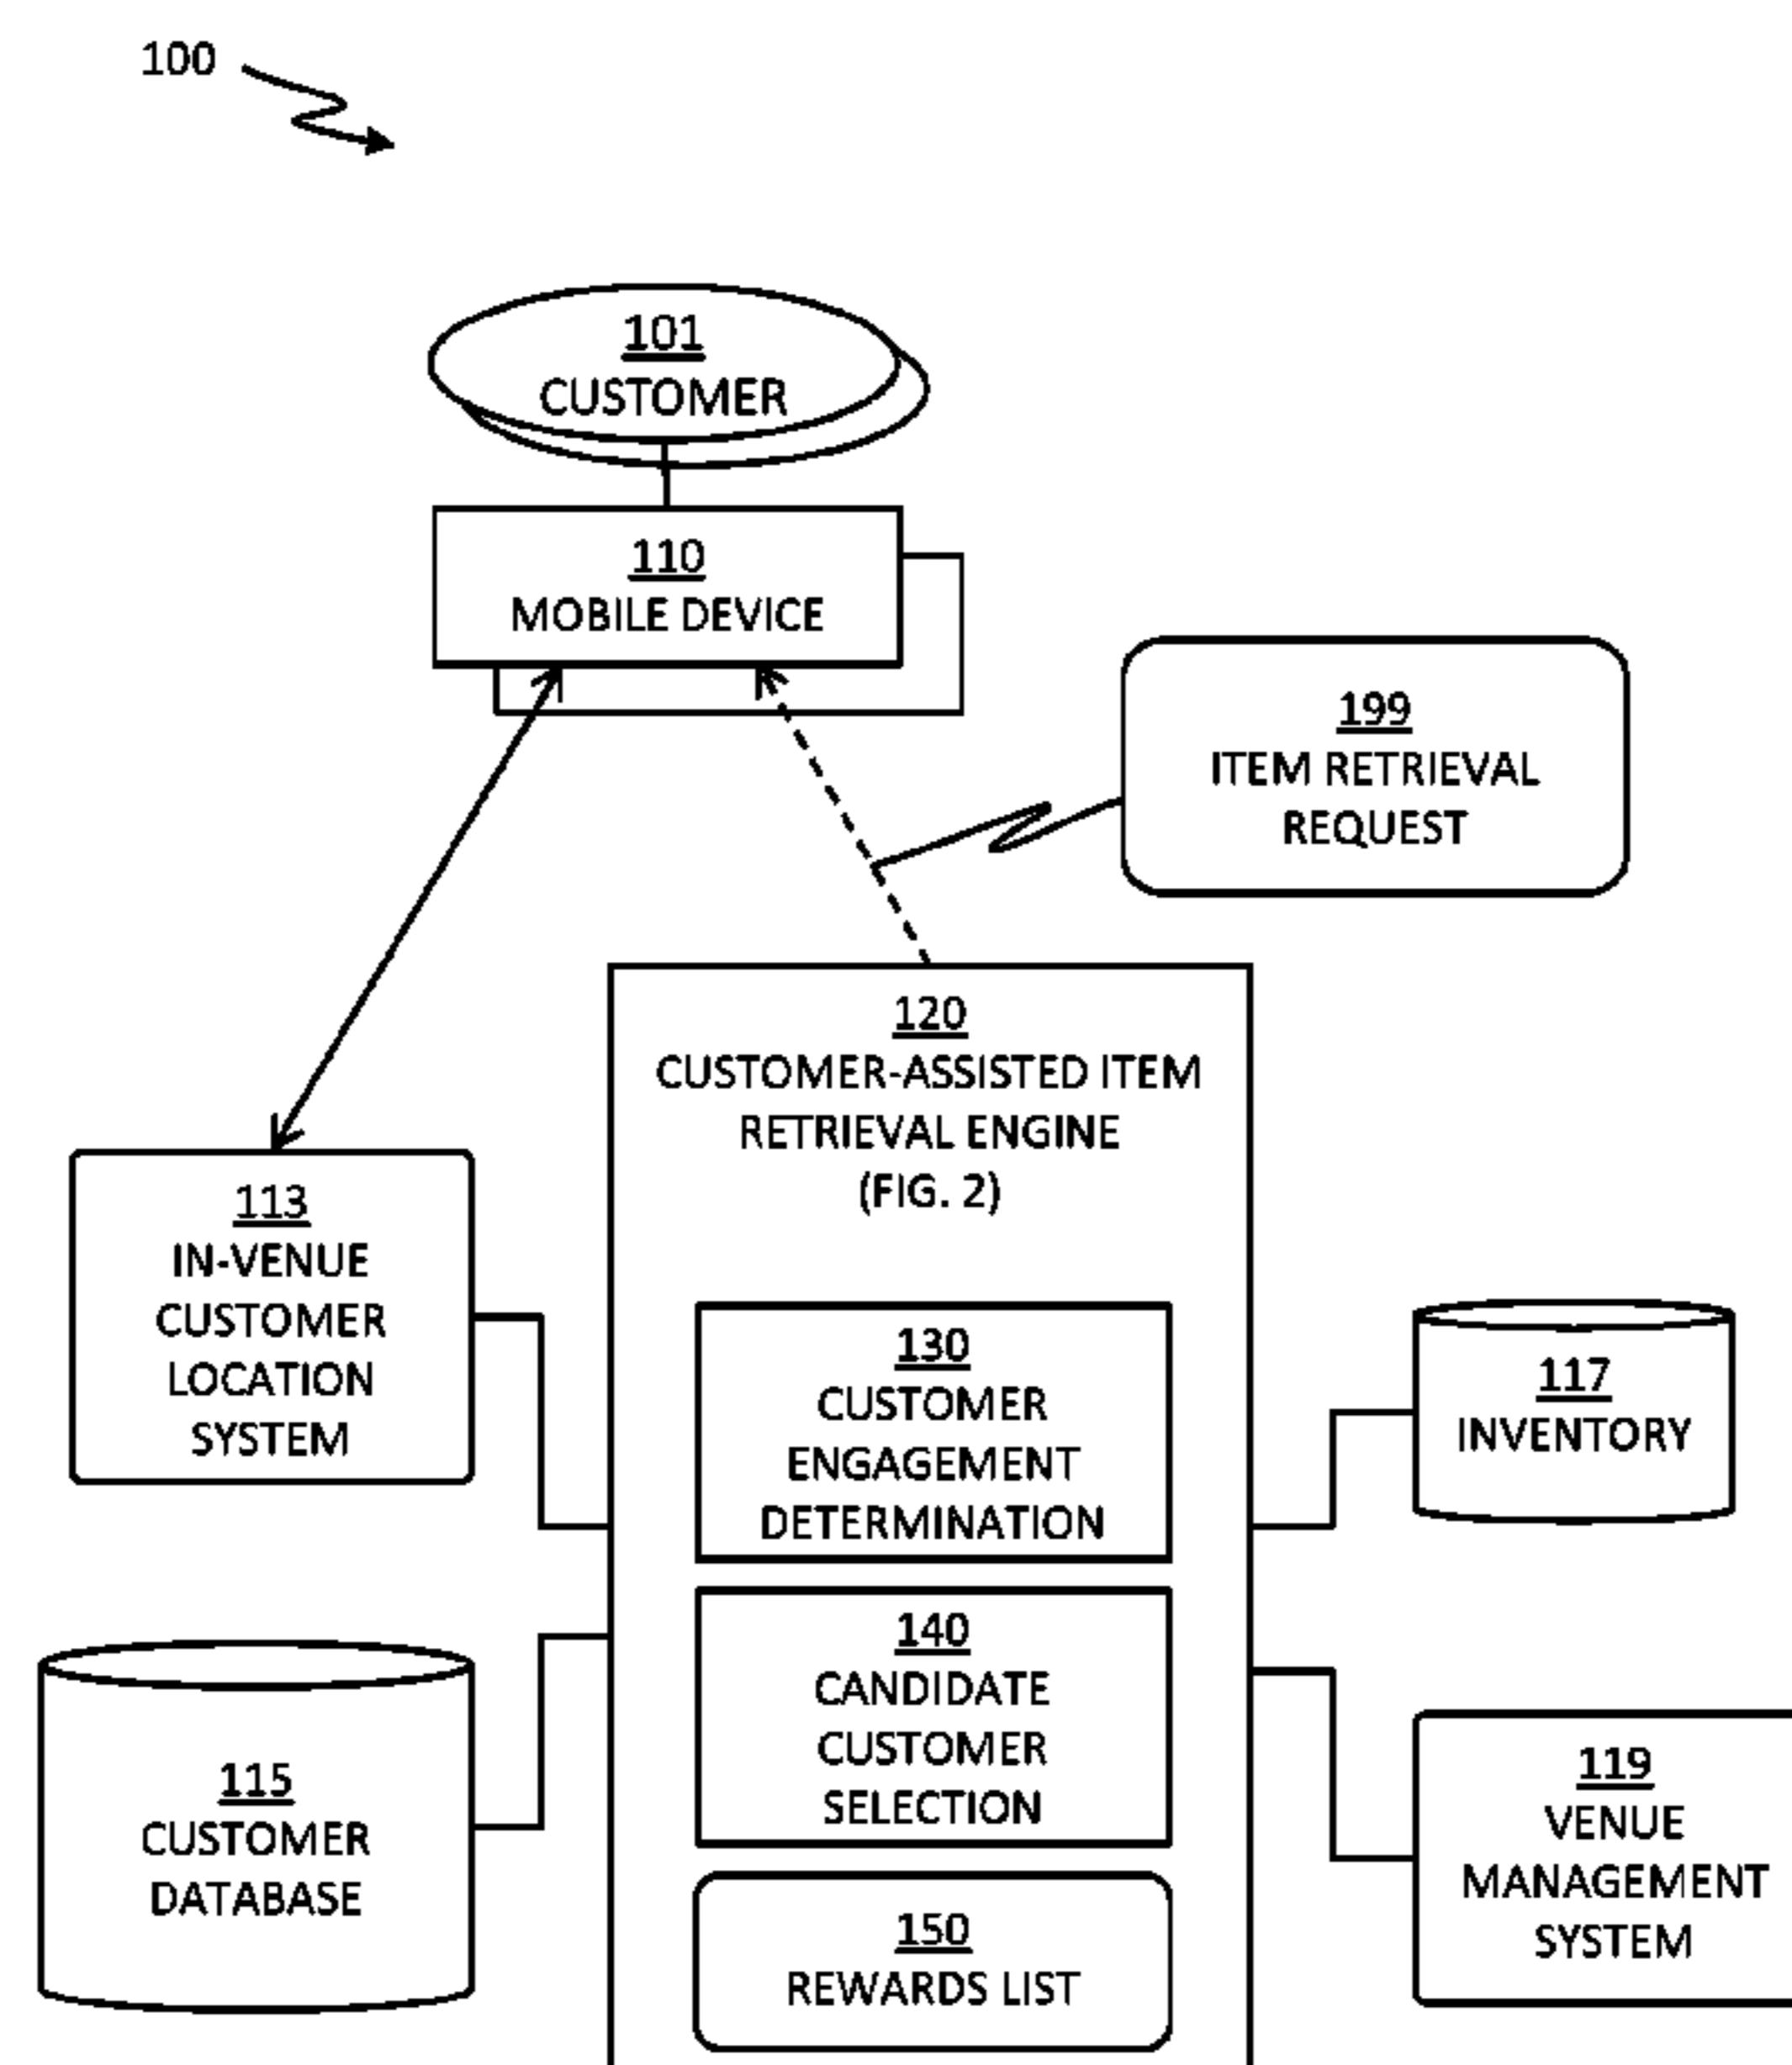 100
101
CUSTOMER
110
MOBILE DEVICE
199
ITEM RETRIEVAL
REQUEST
120
CUSTOMER-ASSISTED ITEM
RETRIEVAL ENGINE
(FIG. 2)
113
IN-VENUE
CUSTOMER
LOCATION
SYSTEM
130
CUSTOMER
ENGAGEMENT
DETERMINATION
117
INVENTORY
140
CANDIDATE
CUSTOMER
SELECTION
115
CUSTOMER
DATABASE
119
VENUE
MANAGEMENT
SYSTEM
150
REWARDS LIST